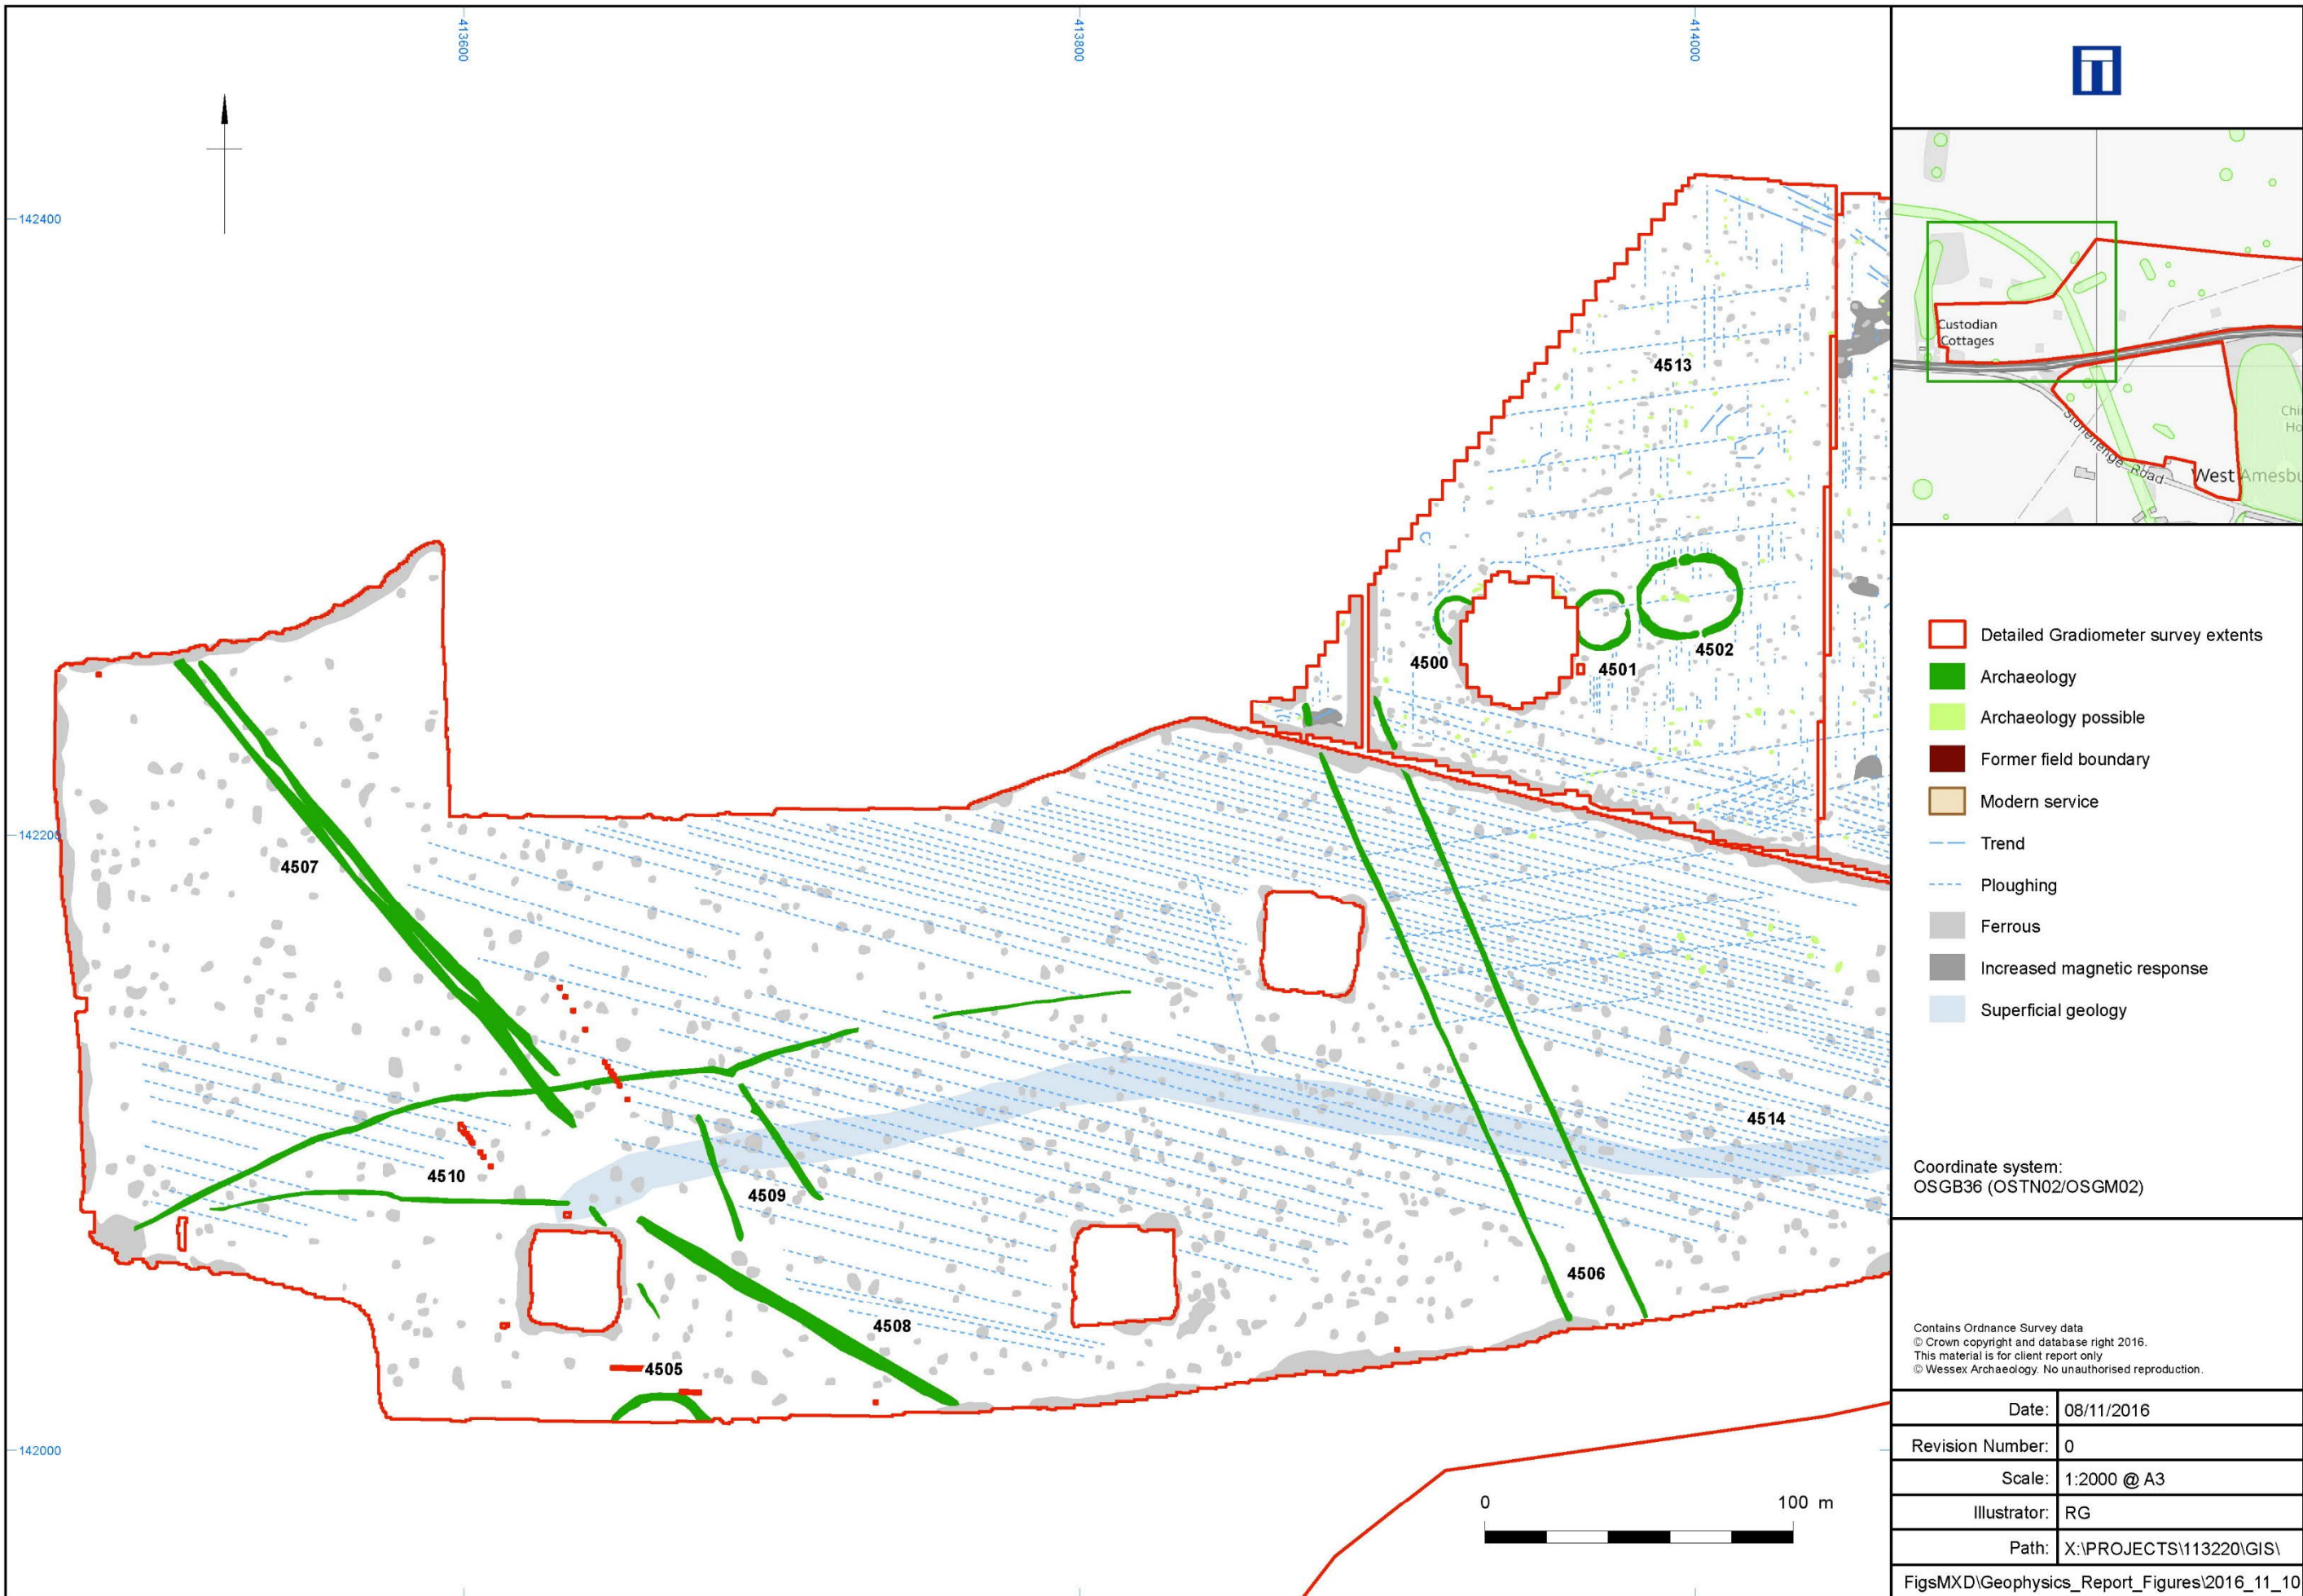 413600
413800
414000
142400
142200
142000
4513
4500
4501
4502
4507
4514
4510
4509
4506
4508
4505
0
100 m
Custodian
Cottages
Stonehenge Road
West Amesbu
Chi
Ho
Detailed Gradiometer survey extents
Archaeology
Archaeology possible
Former field boundary
Modern service
Trend
Ploughing
Ferrous
Increased magnetic response
Superficial geology
Coordinate system:
OSGB36 (OSTN02/OSGM02)
Contains Ordnance Survey data
© Crown copyright and database right 2016.
This material is for client report only
© Wessex Archaeology. No unauthorised reproduction.
Date: 08/11/2016
Revision Number: 0
Scale: 1:2000 @ A3
Illustrator: RG
Path: X:\PROJECTS\113220\GIS\
FigsMXD\Geophysics_Report_Figures\2016_11_10